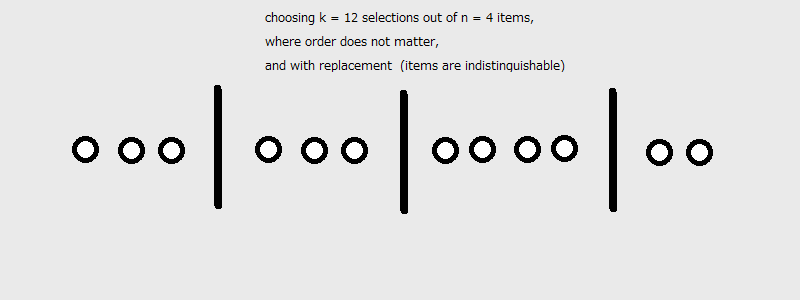 choosing k = 12 selections out of n = 4 items,
where order does not matter,
and with replacement  (items are indistinguishable)